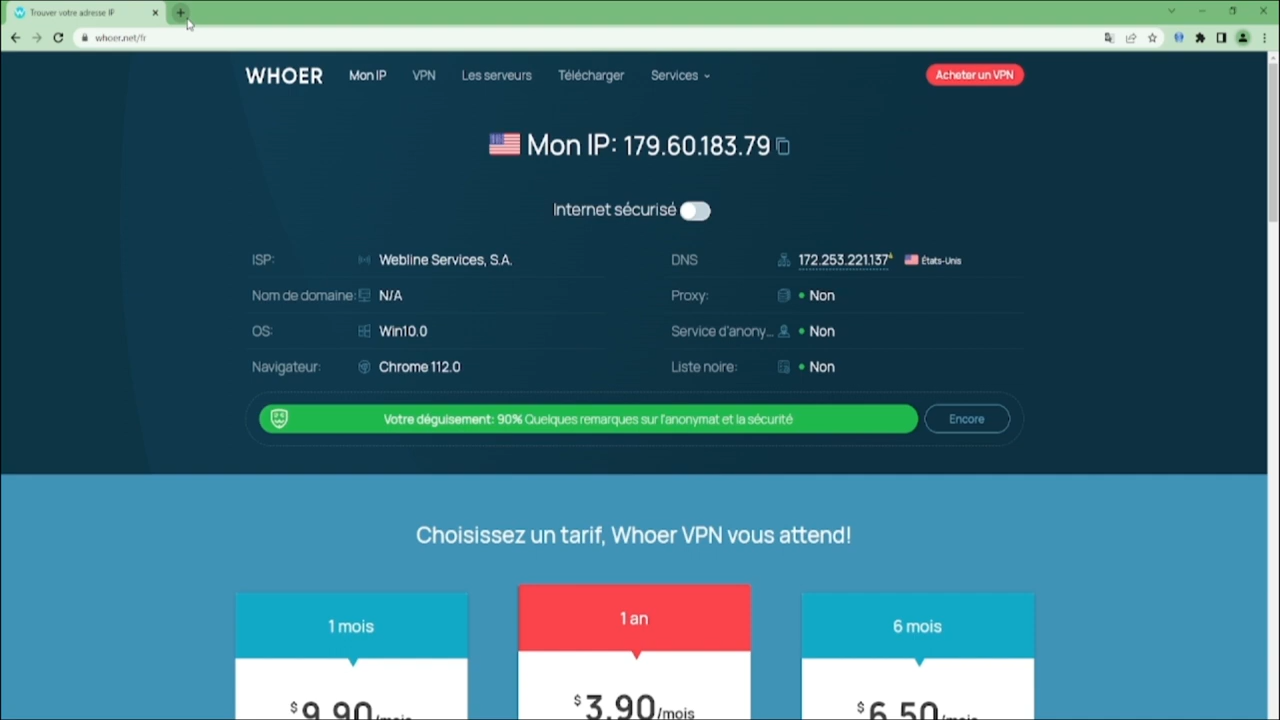 Trouver votre adresse IP
whoer.net/fr
WHOER Mon IP VPN Les serveurs Télécharger Services Acheter un VPN
Mon IP: 179.60.183.79
Internet sécurisé
ISP: Webline Services, S.A. DNS 172.253.221.137 États-Unis
Nom de domaine: N/A Proxy: Non
OS: Win10.0 Service d'anony... Non
Navigateur: Chrome 112.0 Liste noire: Non
Votre déguisement: 90% Quelques remarques sur l'anonymat et la sécurité Encore
Choisissez un tarif, Whoer VPN vous attend!
1 mois 1 an 6 mois
$9.90/mois $3.90/mois $6.50/mois